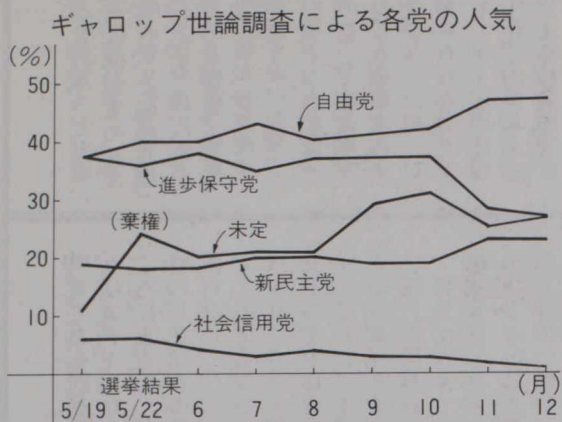 ギャロップ世論調査による各党の人気
(%)
50
40
30
20
10
自由党
進歩保守党
(棄権)
未定
新民主党
社会信用党
選挙結果
(月)
5/19 5/22 6 7 8 9 10 11 12